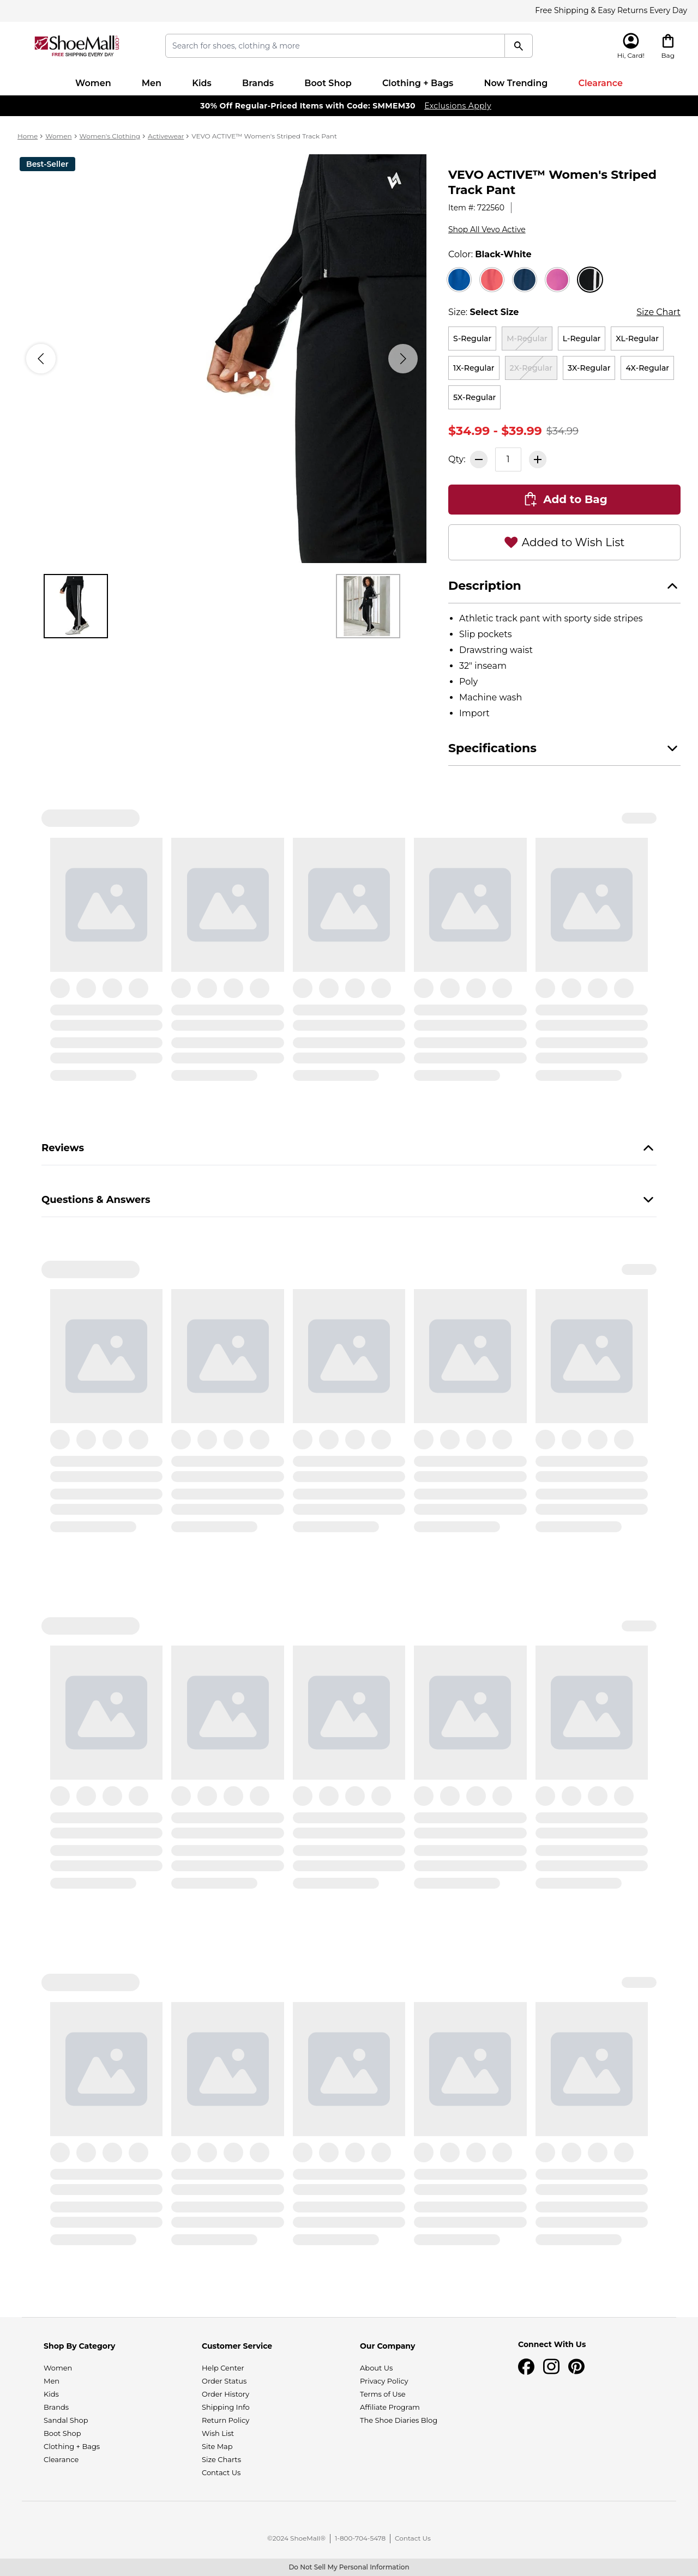 Free Shipping & Easy Returns Every Day
ShoeMall.com
FREE SHIPPING EVERY DAY
Search for shoes, clothing & more
Hi, Card!
Bag
Women Men Kids Brands Boot Shop Clothing + Bags Now Trending Clearance
30% Off Regular-Priced Items with Code: SMMEM30 Exclusions Apply
Home > Women > Women's Clothing > Activewear > VEVO ACTIVE™ Women's Striped Track Pant
Best-Seller
VEVO ACTIVE™ Women's Striped
Track Pant
Item #: 722560
Shop All Vevo Active
Color: Black-White
Size: Select Size
Size Chart
S-Regular M-Regular L-Regular XL-Regular
1X-Regular 2X-Regular 3X-Regular 4X-Regular
5X-Regular
$34.99 - $39.99 $34.99
Qty: 1
Add to Bag
Added to Wish List
Description
• Athletic track pant with sporty side stripes
• Slip pockets
• Drawstring waist
• 32" inseam
• Poly
• Machine wash
• Import
Specifications
Reviews
Questions & Answers
Shop By Category
Women
Men
Kids
Brands
Sandal Shop
Boot Shop
Clothing + Bags
Clearance
Customer Service
Help Center
Order Status
Order History
Shipping Info
Return Policy
Wish List
Site Map
Size Charts
Contact Us
Our Company
About Us
Privacy Policy
Terms of Use
Affiliate Program
The Shoe Diaries Blog
Connect With Us
©2024 ShoeMall® | 1-800-704-5478 | Contact Us
Do Not Sell My Personal Information